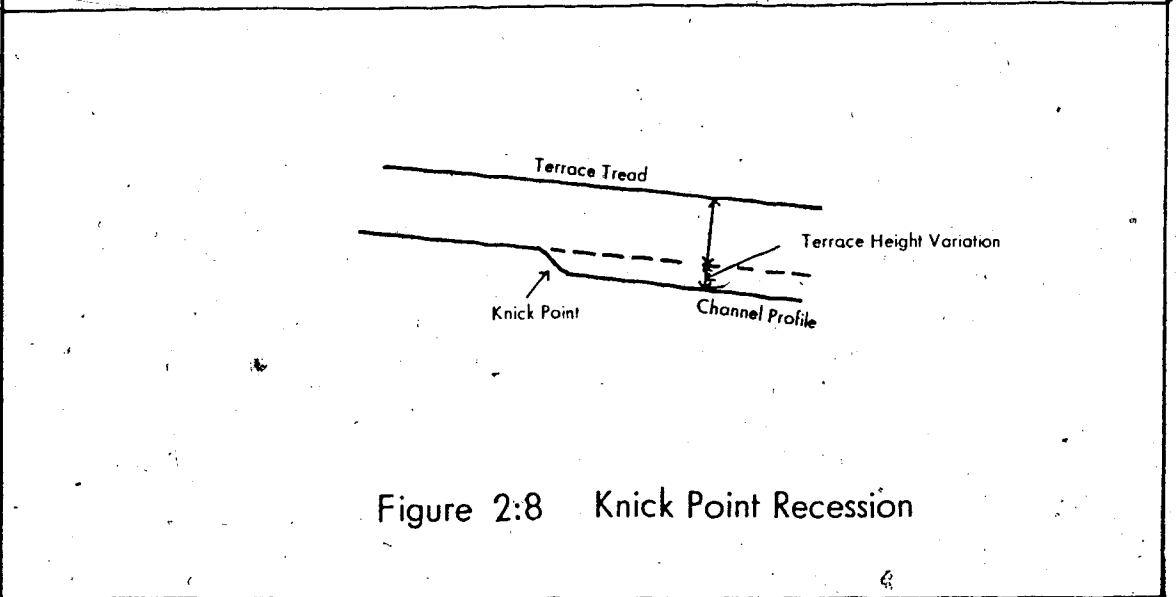 Terrace Tread
Terrace Height Variation
Knick Point
Channel Profile
Figure 2:8 Knick Point Recession